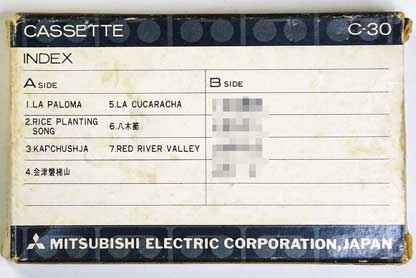 CASSETTE C-30
INDEX
A SIDE B SIDE
1.LA PALOMA 5.LA CUCARACHA
2.RICE PLANTING SONG 6.八木節
3.KAPCHUSHJA 7.RED RIVER VALLEY
4.会津磐梯山
MITSUBISHI ELECTRIC CORPORATION,JAPAN